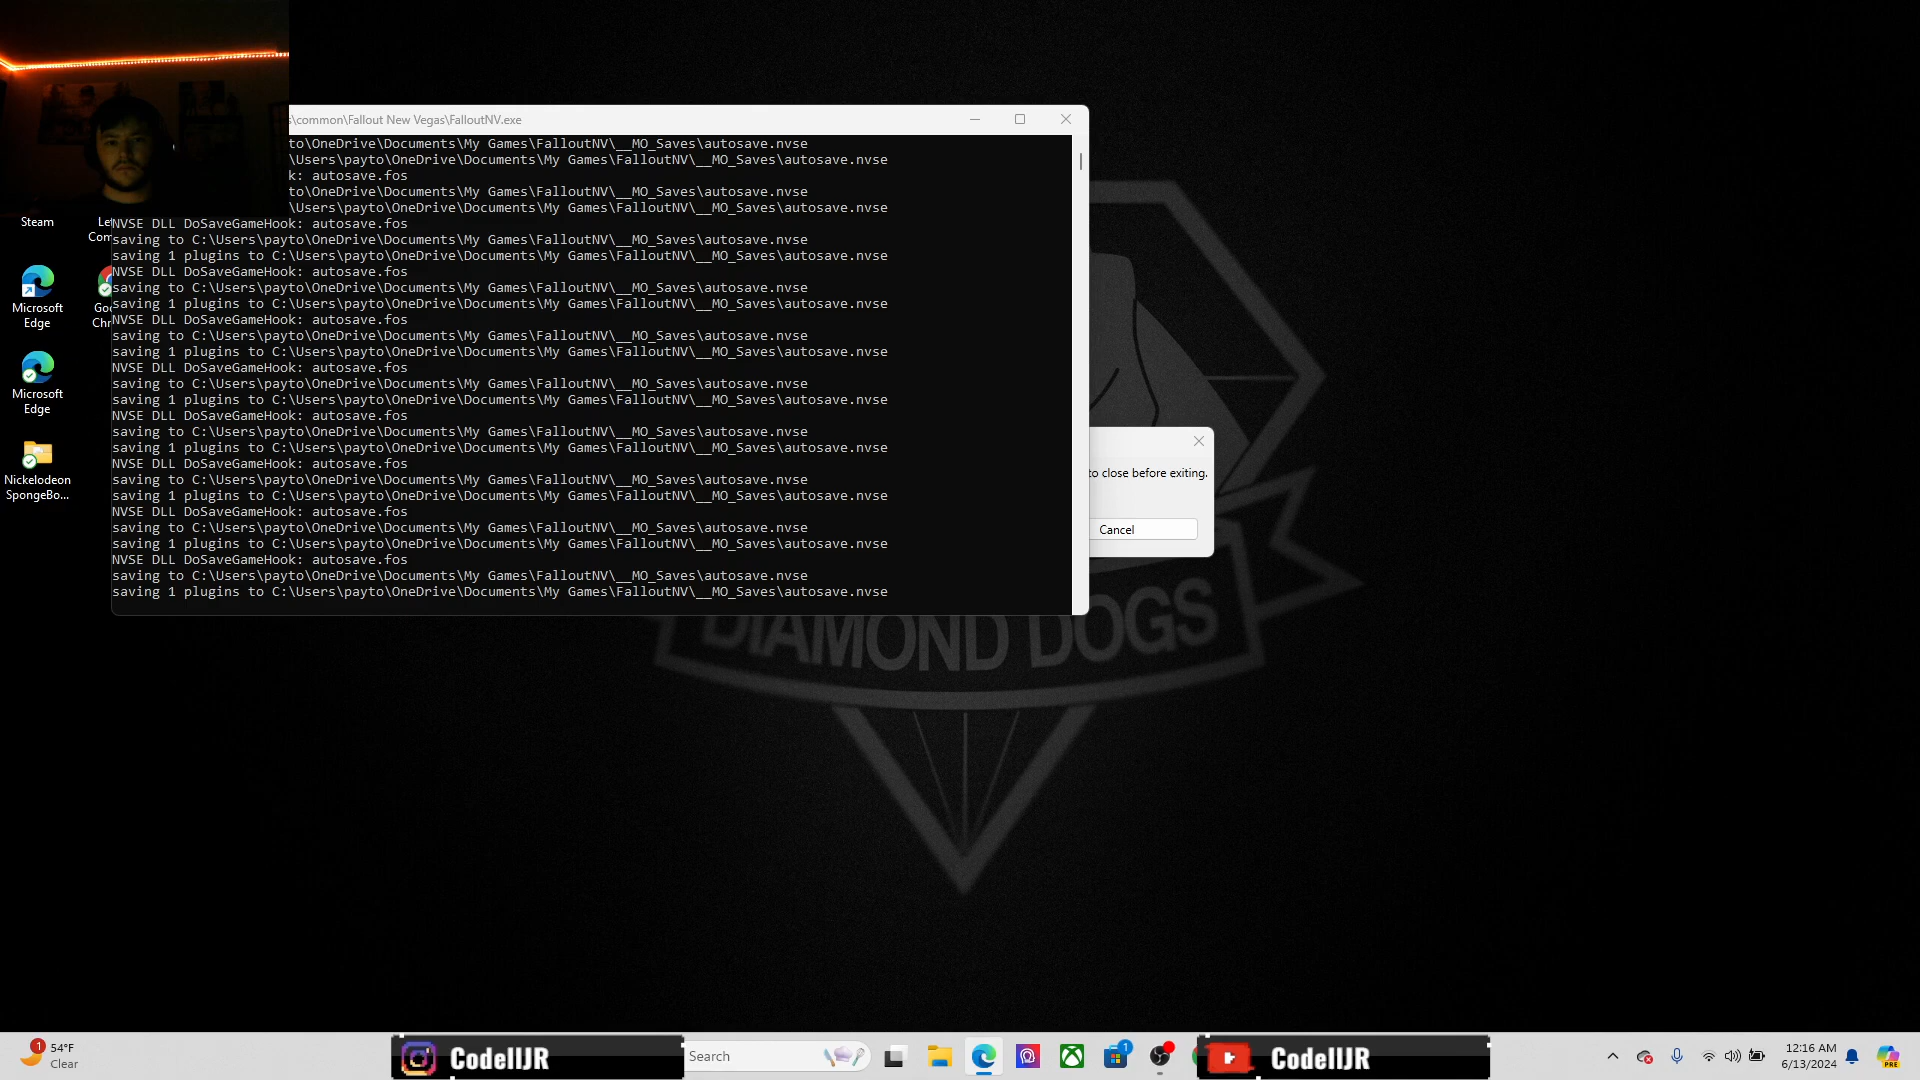 s\common\Fallout New Vegas\FalloutNV.exe
to\OneDrive\Documents\My Games\FalloutNV\__MO_Saves\autosave.nvse
\Users\payto\OneDrive\Documents\My Games\FalloutNV\__MO_Saves\autosave.nvse
k: autosave.fos
to\OneDrive\Documents\My Games\FalloutNV\__MO_Saves\autosave.nvse
\Users\payto\OneDrive\Documents\My Games\FalloutNV\__MO_Saves\autosave.nvse
NVSE DLL DoSaveGameHook: autosave.fos
saving to C:\Users\payto\OneDrive\Documents\My Games\FalloutNV\__MO_Saves\autosave.nvse
saving 1 plugins to C:\Users\payto\OneDrive\Documents\My Games\FalloutNV\__MO_Saves\autosave.nvse
NVSE DLL DoSaveGameHook: autosave.fos
saving to C:\Users\payto\OneDrive\Documents\My Games\FalloutNV\__MO_Saves\autosave.nvse
saving 1 plugins to C:\Users\payto\OneDrive\Documents\My Games\FalloutNV\__MO_Saves\autosave.nvse
NVSE DLL DoSaveGameHook: autosave.fos
saving to C:\Users\payto\OneDrive\Documents\My Games\FalloutNV\__MO_Saves\autosave.nvse
saving 1 plugins to C:\Users\payto\OneDrive\Documents\My Games\FalloutNV\__MO_Saves\autosave.nvse
NVSE DLL DoSaveGameHook: autosave.fos
saving to C:\Users\payto\OneDrive\Documents\My Games\FalloutNV\__MO_Saves\autosave.nvse
saving 1 plugins to C:\Users\payto\OneDrive\Documents\My Games\FalloutNV\__MO_Saves\autosave.nvse
NVSE DLL DoSaveGameHook: autosave.fos
saving to C:\Users\payto\OneDrive\Documents\My Games\FalloutNV\__MO_Saves\autosave.nvse
saving 1 plugins to C:\Users\payto\OneDrive\Documents\My Games\FalloutNV\__MO_Saves\autosave.nvse
NVSE DLL DoSaveGameHook: autosave.fos
saving to C:\Users\payto\OneDrive\Documents\My Games\FalloutNV\__MO_Saves\autosave.nvse
saving 1 plugins to C:\Users\payto\OneDrive\Documents\My Games\FalloutNV\__MO_Saves\autosave.nvse
NVSE DLL DoSaveGameHook: autosave.fos
saving to C:\Users\payto\OneDrive\Documents\My Games\FalloutNV\__MO_Saves\autosave.nvse
saving 1 plugins to C:\Users\payto\OneDrive\Documents\My Games\FalloutNV\__MO_Saves\autosave.nvse
NVSE DLL DoSaveGameHook: autosave.fos
saving to C:\Users\payto\OneDrive\Documents\My Games\FalloutNV\__MO_Saves\autosave.nvse
saving 1 plugins to C:\Users\payto\OneDrive\Documents\My Games\FalloutNV\__MO_Saves\autosave.nvse
Steam
Microsoft
Edge
Microsoft
Edge
Nickelodeon
SpongeBo...
Le
Com
Goo
Chr
to close before exiting.
Cancel
DIAMOND DOGS
1
54°F
Clear
CodellJR
Search
1
CodellJR
12:16 AM
6/13/2024
PRE